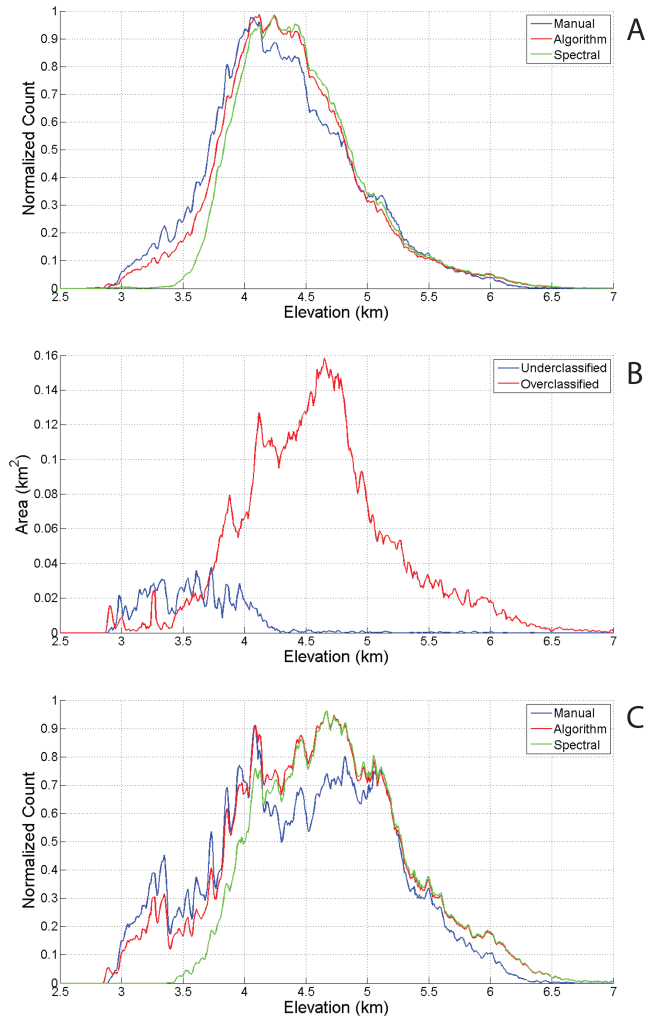 A
1
0.9
0.8
0.7
0.6
0.5
0.4
0.3
0.2
0.1
0
Normalized Count
Manual
Algorithm
Spectral
2.5 3 3.5 4 4.5 5 5.5 6 6.5 7
Elevation (km)
B
0.16
0.14
0.12
0.1
0.08
0.06
0.04
0.02
0
Area (km²)
Underclassified
Overclassified
2.5 3 3.5 4 4.5 5 5.5 6 6.5 7
Elevation (km)
C
1
0.9
0.8
0.7
0.6
0.5
0.4
0.3
0.2
0.1
0
Normalized Count
Manual
Algorithm
Spectral
2.5 3 3.5 4 4.5 5 5.5 6 6.5 7
Elevation (km)